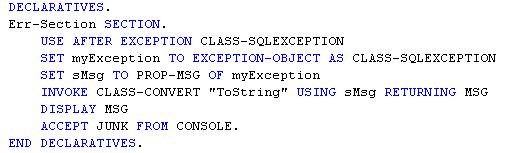 DECLARATIVES.
Err-Section SECTION.
USE AFTER EXCEPTION CLASS-SQLEXCEPTION
SET myException TO EXCEPTION-OBJECT AS CLASS-SQLEXCEPTION
SET sMsg TO PROP-MSG OF myException
INVOKE CLASS-CONVERT "ToString" USING sMsg RETURNING MSG
DISPLAY MSG
ACCEPT JUNK FROM CONSOLE.
END DECLARATIVES.